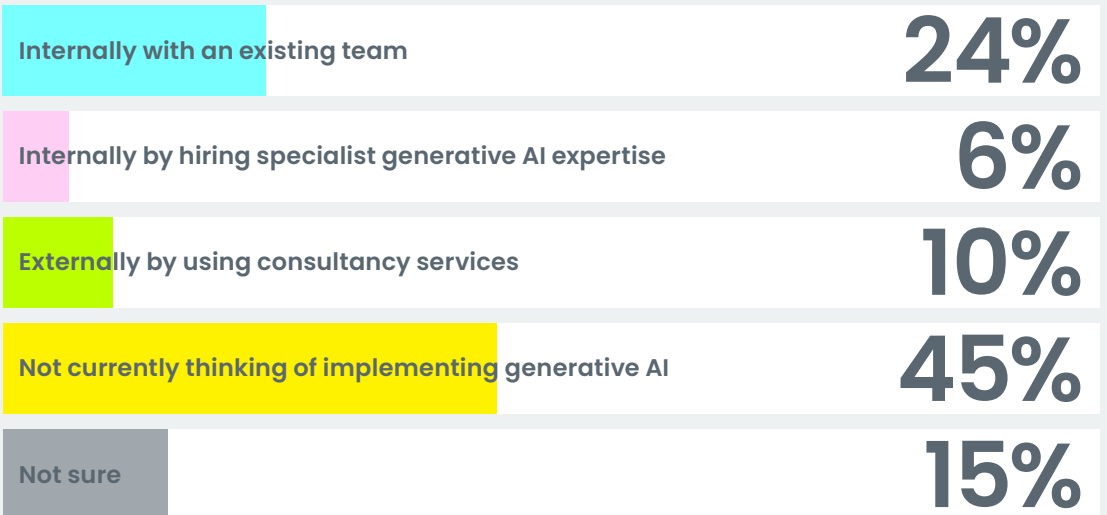 Internally with an existing team 24%
Internally by hiring specialist generative AI expertise 6%
Externally by using consultancy services 10%
Not currently thinking of implementing generative AI 45%
Not sure 15%